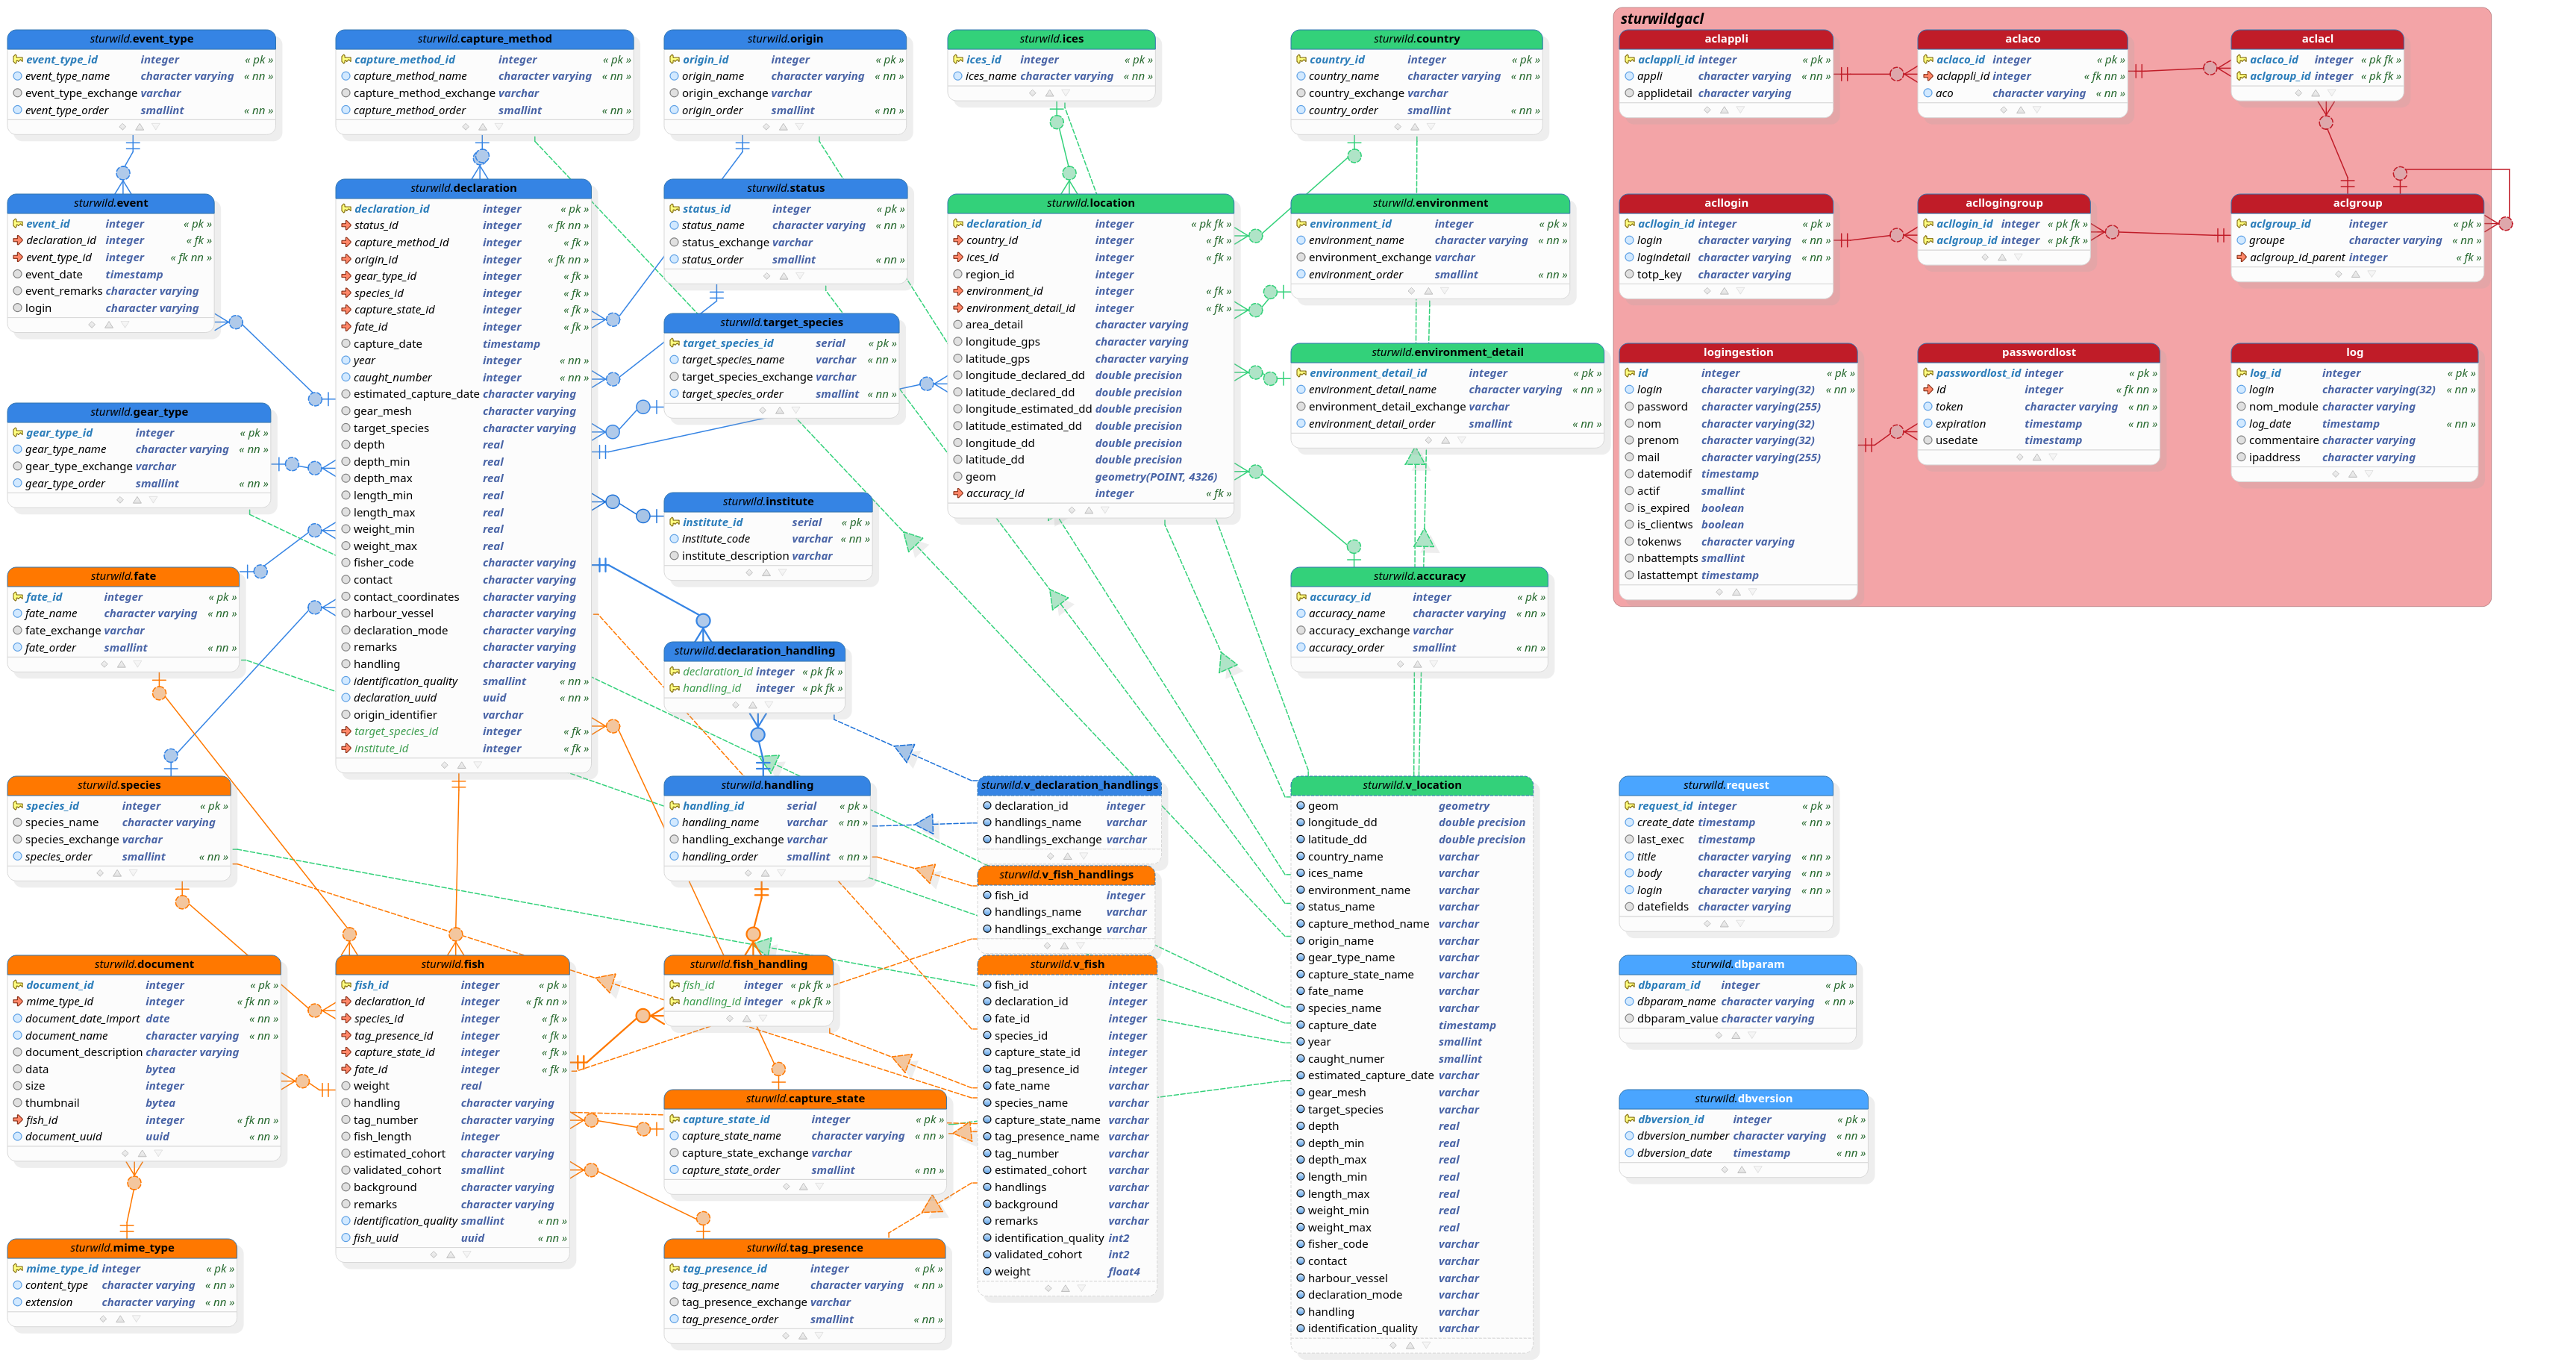 sturwild.event_type
event_type_id integer « pk »
event_type_name character varying « nn »
event_type_exchange varchar
event_type_order smallint « nn »
sturwild.capture_method
capture_method_id integer « pk »
capture_method_name character varying « nn »
capture_method_exchange varchar
capture_method_order smallint « nn »
sturwild.origin
origin_id integer « pk »
origin_name character varying « nn »
origin_exchange varchar
origin_order smallint « nn »
sturwild.ices
ices_id integer « pk »
ices_name character varying « nn »
sturwild.country
country_id integer « pk »
country_name character varying « nn »
country_exchange varchar
country_order smallint « nn »
sturwildgacl
aclappli
aclappli_id integer « pk »
appli character varying « nn »
applidetail character varying
aclaco
aclaco_id integer « pk »
aclappli_id integer « fk nn »
aco character varying « nn »
aclacl
aclaco_id integer « pk fk »
aclgroup_id integer « pk fk »
sturwild.event
event_id integer « pk »
declaration_id integer « fk »
event_type_id integer « fk nn »
event_date timestamp
event_remarks character varying
login character varying
sturwild.declaration
declaration_id integer « pk »
status_id integer « fk nn »
capture_method_id integer « fk »
origin_id integer « fk nn »
gear_type_id integer « fk »
species_id integer « fk »
capture_state_id integer « fk »
fate_id integer « fk »
capture_date timestamp
year integer « nn »
caught_number integer « nn »
estimated_capture_date character varying
gear_mesh character varying
target_species character varying
depth real
depth_min real
depth_max real
length_min real
length_max real
weight_min real
weight_max real
fisher_code character varying
contact character varying
contact_coordinates character varying
harbour_vessel character varying
declaration_mode character varying
remarks character varying
handling character varying
identification_quality smallint « nn »
declaration_uuid uuid « nn »
origin_identifier varchar
target_species_id integer « fk »
institute_id integer « fk »
sturwild.status
status_id integer « pk »
status_name character varying « nn »
status_exchange varchar
status_order smallint « nn »
sturwild.location
declaration_id integer « pk fk »
country_id integer « fk »
ices_id integer « fk »
region_id integer
environment_id integer « fk »
environment_detail_id integer « fk »
area_detail character varying
longitude_gps character varying
latitude_gps character varying
longitude_declared_dd double precision
latitude_declared_dd double precision
longitude_estimated_dd double precision
latitude_estimated_dd double precision
longitude_dd double precision
latitude_dd double precision
geom geometry(POINT, 4326)
accuracy_id integer « fk »
sturwild.environment
environment_id integer « pk »
environment_name character varying « nn »
environment_exchange varchar
environment_order smallint « nn »
acllogin
acllogin_id integer « pk »
login character varying « nn »
logindetail character varying « nn »
totp_key character varying
acllogingroup
acllogin_id integer « pk fk »
aclgroup_id integer « pk fk »
aclgroup
aclgroup_id integer « pk »
groupe character varying « nn »
aclgroup_id_parent integer « fk »
sturwild.target_species
target_species_id serial « pk »
target_species_name varchar « nn »
target_species_exchange varchar
target_species_order smallint « nn »
sturwild.environment_detail
environment_detail_id integer « pk »
environment_detail_name character varying « nn »
environment_detail_exchange varchar
environment_detail_order smallint « nn »
logingestion
id integer « pk »
login character varying(32) « nn »
password character varying(255)
nom character varying(32)
prenom character varying(32)
mail character varying(255)
datemodif timestamp
actif smallint
is_expired boolean
is_clientws boolean
tokenws character varying
nbattempts smallint
lastattempt timestamp
passwordlost
passwordlost_id integer « pk »
id integer « fk nn »
token character varying « nn »
expiration timestamp « nn »
usedate timestamp
log
log_id integer « pk »
login character varying(32) « nn »
nom_module character varying
log_date timestamp « nn »
commentaire character varying
ipaddress character varying
sturwild.gear_type
gear_type_id integer « pk »
gear_type_name character varying « nn »
gear_type_exchange varchar
gear_type_order smallint « nn »
sturwild.institute
institute_id serial « pk »
institute_code varchar « nn »
institute_description varchar
sturwild.fate
fate_id integer « pk »
fate_name character varying « nn »
fate_exchange varchar
fate_order smallint « nn »
sturwild.accuracy
accuracy_id integer « pk »
accuracy_name character varying « nn »
accuracy_exchange varchar
accuracy_order smallint « nn »
sturwild.declaration_handling
declaration_id integer « pk fk »
handling_id integer « pk fk »
sturwild.species
species_id integer « pk »
species_name character varying
species_exchange varchar
species_order smallint « nn »
sturwild.handling
handling_id serial « pk »
handling_name varchar « nn »
handling_exchange varchar
handling_order smallint « nn »
sturwild.v_declaration_handlings
declaration_id integer
handlings_name varchar
handlings_exchange varchar
sturwild.v_fish_handlings
fish_id integer
handlings_name varchar
handlings_exchange varchar
sturwild.v_location
geom geometry
longitude_dd double precision
latitude_dd double precision
country_name varchar
ices_name varchar
environment_name varchar
status_name varchar
capture_method_name varchar
origin_name varchar
gear_type_name varchar
capture_state_name varchar
fate_name varchar
species_name varchar
capture_date timestamp
year smallint
caught_numer smallint
estimated_capture_date varchar
gear_mesh varchar
target_species varchar
depth real
depth_min real
depth_max real
length_min real
length_max real
weight_min real
weight_max real
fisher_code varchar
contact varchar
harbour_vessel varchar
declaration_mode varchar
handling varchar
identification_quality varchar
sturwild.request
request_id integer « pk »
create_date timestamp « nn »
last_exec timestamp
title character varying « nn »
body character varying « nn »
login character varying « nn »
datefields character varying
sturwild.document
document_id integer « pk »
mime_type_id integer « fk nn »
document_date_import date « nn »
document_name character varying « nn »
document_description character varying
data bytea
size integer
thumbnail bytea
fish_id integer « fk nn »
document_uuid uuid « nn »
sturwild.fish
fish_id integer « pk »
declaration_id integer « fk nn »
species_id integer « fk »
tag_presence_id integer « fk »
capture_state_id integer « fk »
fate_id integer « fk »
weight real
handling character varying
tag_number character varying
fish_length integer
estimated_cohort character varying
validated_cohort smallint
background character varying
remarks character varying
identification_quality smallint « nn »
fish_uuid uuid « nn »
sturwild.fish_handling
fish_id integer « pk fk »
handling_id integer « pk fk »
sturwild.v_fish
fish_id integer
declaration_id integer
fate_id integer
species_id integer
capture_state_id integer
tag_presence_id integer
fate_name varchar
species_name varchar
capture_state_name varchar
tag_presence_name varchar
tag_number varchar
estimated_cohort varchar
handlings varchar
background varchar
remarks varchar
identification_quality int2
validated_cohort int2
weight float4
sturwild.dbparam
dbparam_id integer « pk »
dbparam_name character varying « nn »
dbparam_value character varying
sturwild.capture_state
capture_state_id integer « pk »
capture_state_name character varying « nn »
capture_state_exchange varchar
capture_state_order smallint « nn »
sturwild.dbversion
dbversion_id integer « pk »
dbversion_number character varying « nn »
dbversion_date timestamp « nn »
sturwild.mime_type
mime_type_id integer « pk »
content_type character varying « nn »
extension character varying « nn »
sturwild.tag_presence
tag_presence_id integer « pk »
tag_presence_name character varying « nn »
tag_presence_exchange varchar
tag_presence_order smallint « nn »